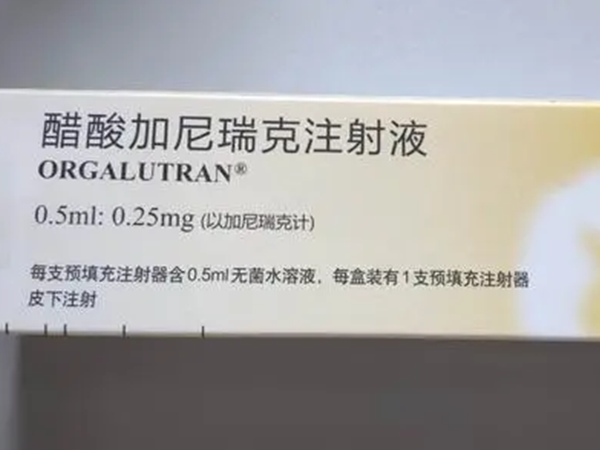 醋酸加尼瑞克注射液
ORGALUTRAN®
0.5ml: 0.25mg (以加尼瑞克计)
每支预填充注射器含0.5ml无菌水溶液，每盒装有1支预填充注射器
皮下注射